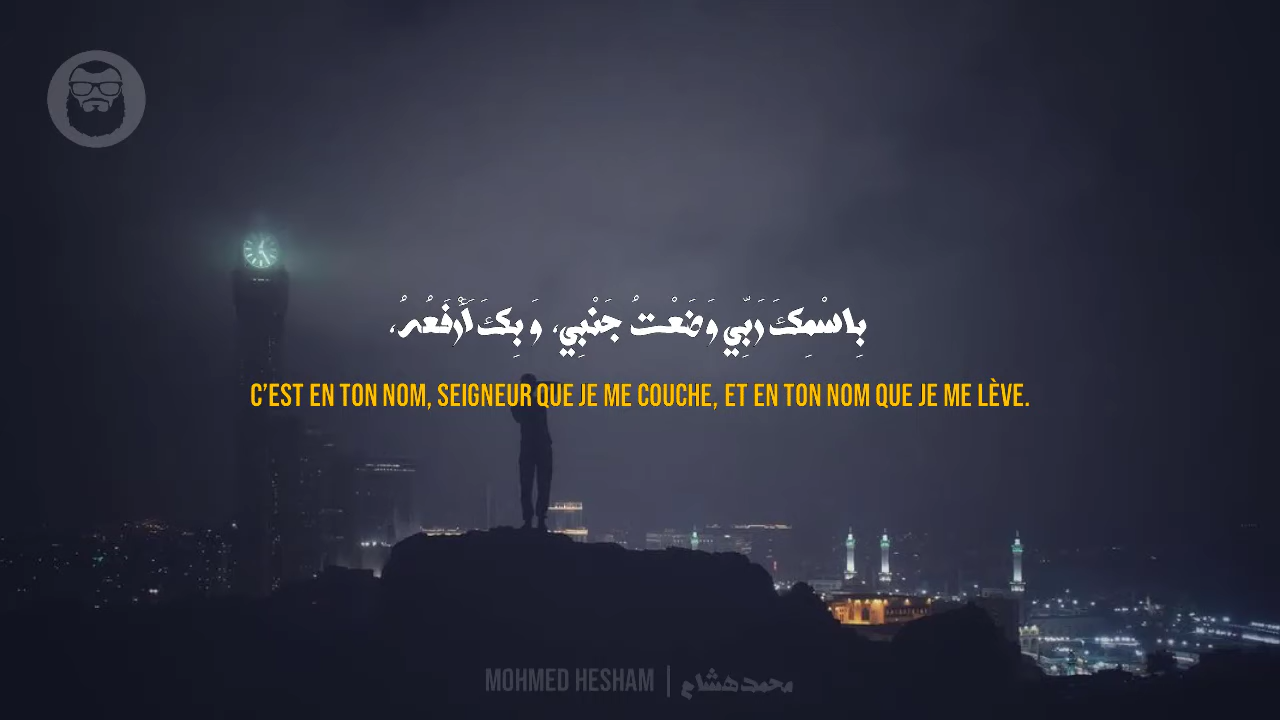 بِاسْمِكَ رَبِّي وَضَعْتُ جَنْبِي، وَ بِكَ أَرْفَعُهُ،
C'EST EN TON NOM, SEIGNEUR QUE JE ME COUCHE, ET EN TON NOM QUE JE ME LÈVE.
MOHMED HESHAM | محمد هشام